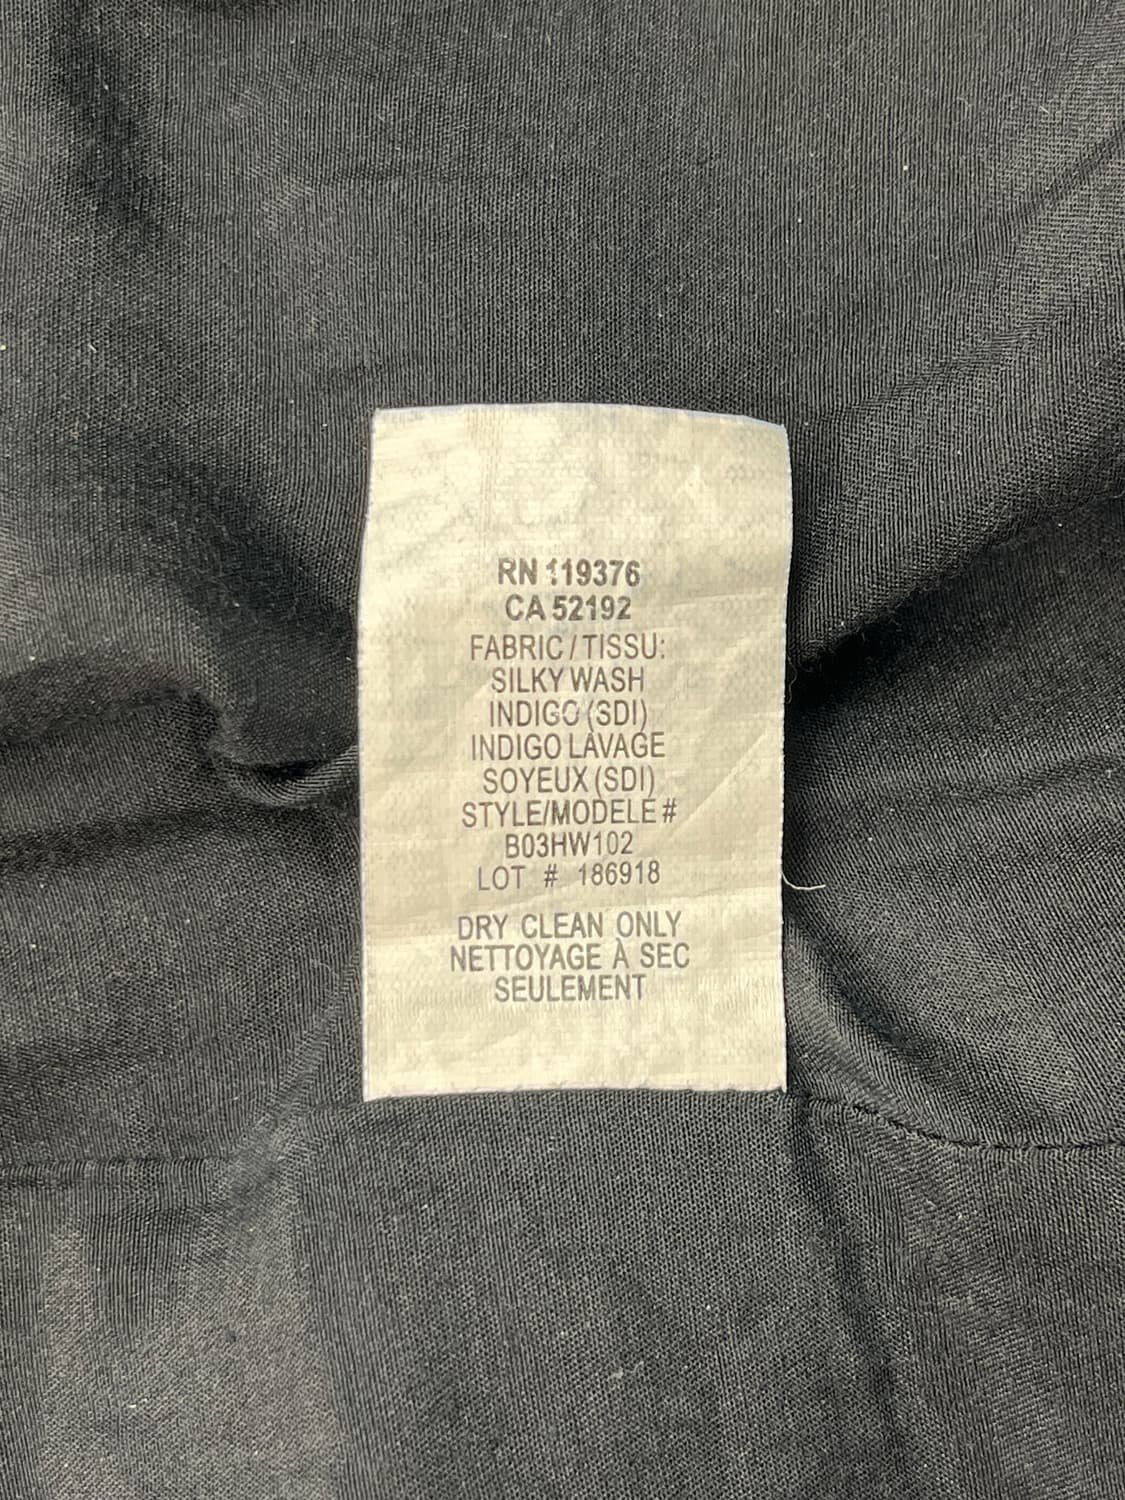 RN 119376
CA 52192
FABRIC / TISSU:
SILKY WASH
INDIGO (SDI)
INDIGO LAVAGE
SOYEUX (SDI)
STYLE/MODELE #
B03HW102
LOT # 186918
DRY CLEAN ONLY
NETTOYAGE À SEC
SEULEMENT